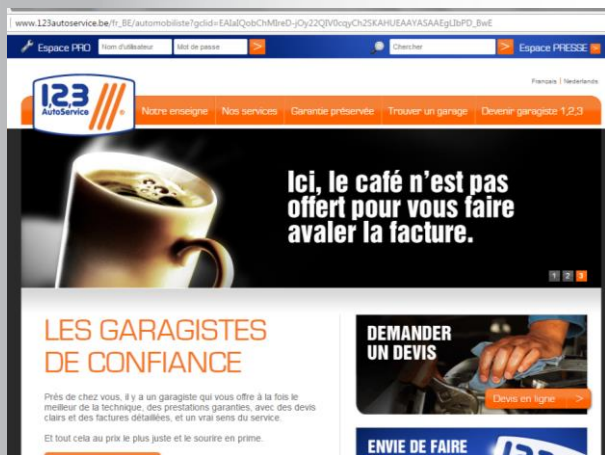 www.123autoservice.be/fr_BE/automobiliste?gclid=EAIaIQobChMIreD-jOy22QIV0cqyCh2SKAHUEAAYASAAEgLIbPD_BwE
Espace PRO Nom d'utilisateur Mot de passe > Chercher > Espace PRESSE
Français | Nederlands
1,2,3
AutoService
Notre enseigne Nos services Garantie préservée Trouver un garage Devenir garagiste 1,2,3
Ici, le café n'est pas
offert pour vous faire
avaler la facture.
1 2 3
LES GARAGISTES
DE CONFIANCE
Près de chez vous, il y a un garagiste qui vous offre à la fois le
meilleur de la technique, des prestations garanties, avec des devis
clairs et des factures détaillées, et un vrai sens du service.
Et tout cela au prix le plus juste et le sourire en prime.
DEMANDER
UN DEVIS
Devis en ligne >
ENVIE DE FAIRE